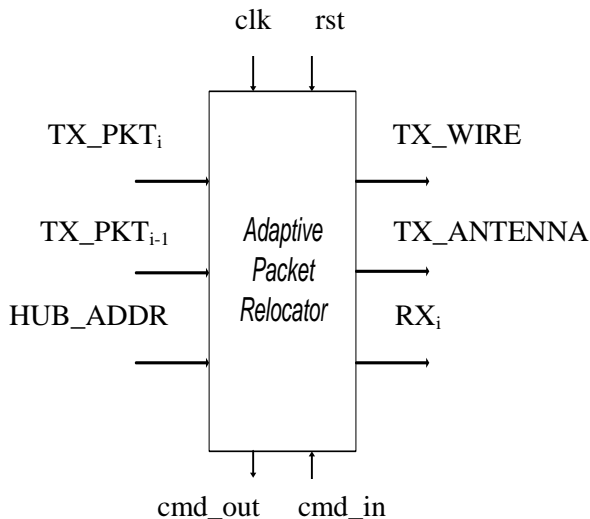 clk rst
TX_PKTi TX_WIRE
TX_PKTi-1 TX_ANTENNA
Adaptive
Packet
Relocator
HUB_ADDR RXi
cmd_out cmd_in